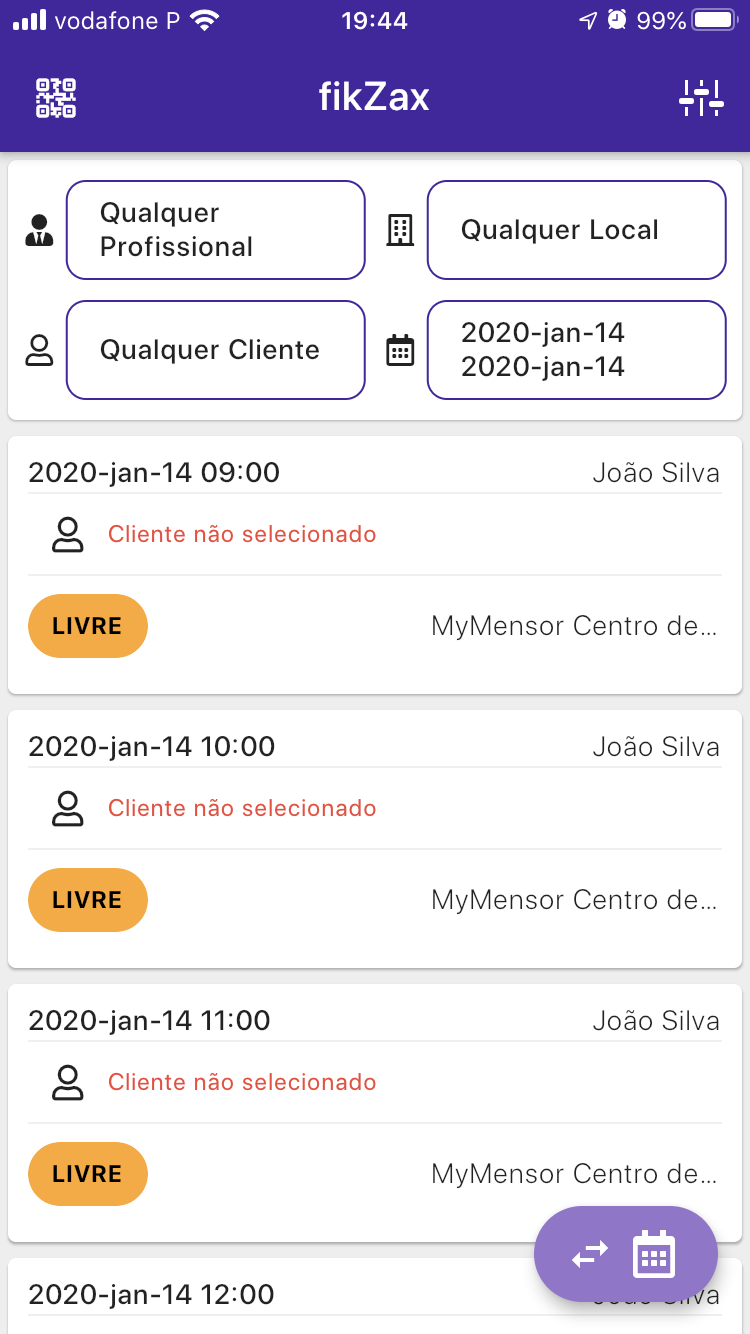 vodafone P 19:44 99%
fikZax
Qualquer
Profissional
Qualquer Local
Qualquer Cliente
2020-jan-14
2020-jan-14
2020-jan-14 09:00 João Silva
Cliente não selecionado
LIVRE MyMensor Centro de...
2020-jan-14 10:00 João Silva
Cliente não selecionado
LIVRE MyMensor Centro de...
2020-jan-14 11:00 João Silva
Cliente não selecionado
LIVRE MyMensor Centro de...
2020-jan-14 12:00 João Silva